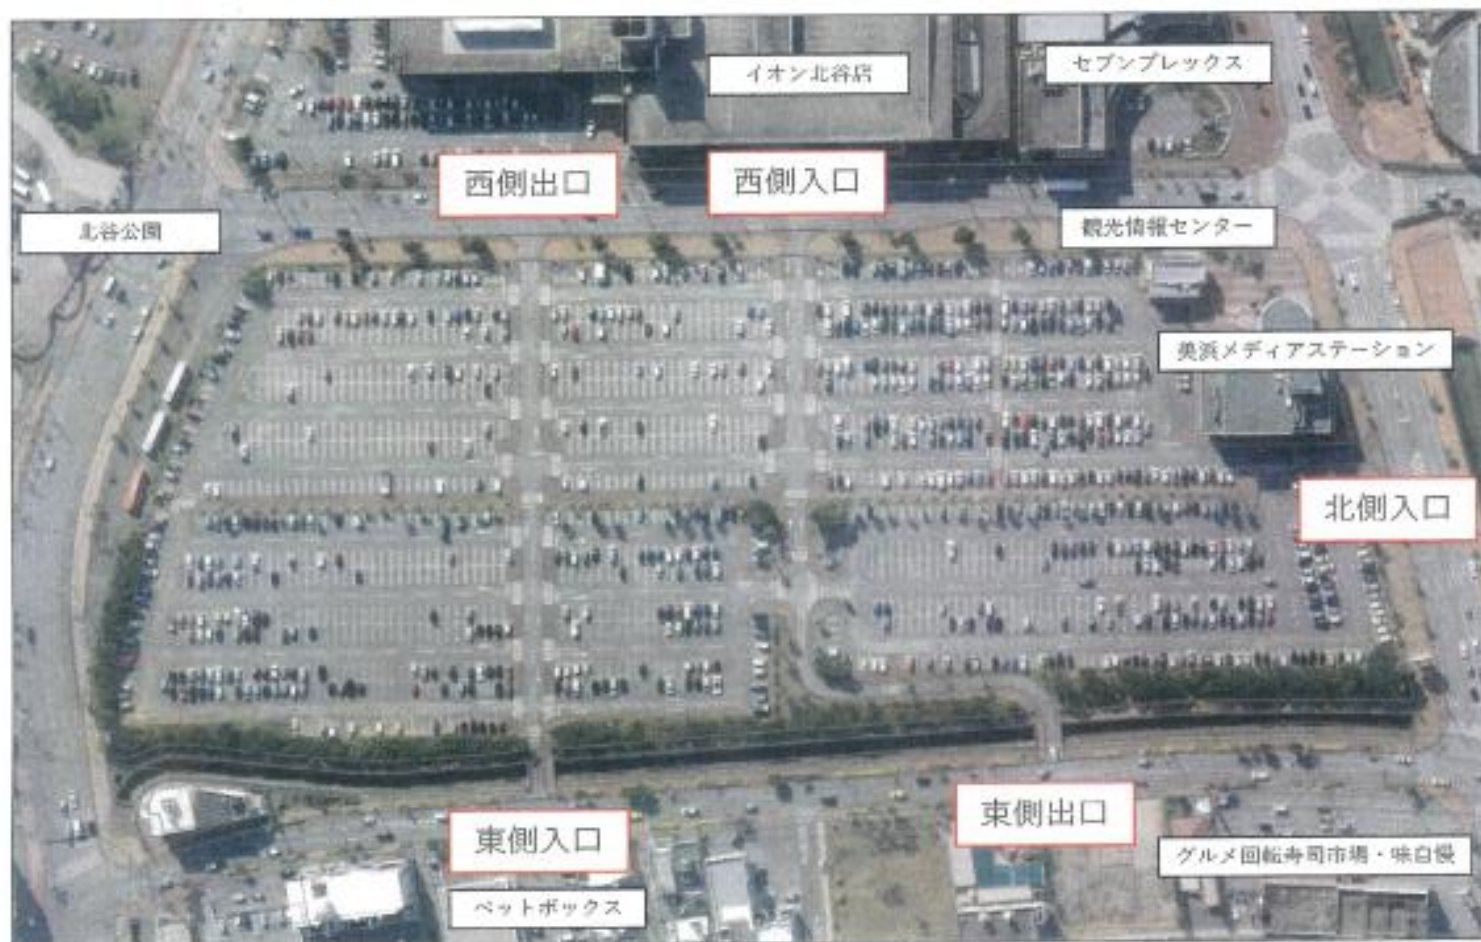 イオン北谷店
セブンプレックス
西側出口
西側入口
北谷公園
観光情報センター
美浜メディアステーション
北側入口
東側入口
東側出口
グルメ回転寿司市場・味自慢
ペットボックス